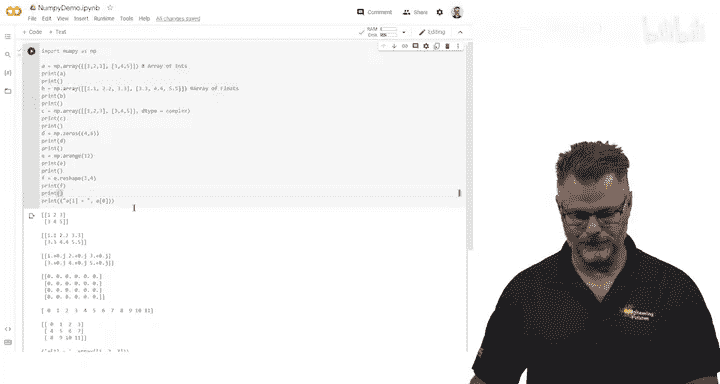 NumpyDemo.ipynb
File Edit View Insert Runtime Tools Help All changes saved
Comment Share
+ Code + Text
RAM
Disk
Editing
import numpy as np
a = np.array([[1,2,3], [3,4,5]]) # Array of Ints
print(a)
print()
b = np.array([[1.1, 2.2, 3.3], [3.3, 4.4, 5.5]]) #Array of Floats
print(b)
print()
c = np.array([[1,2,3], [3,4,5]], dtype = complex)
print(c)
print()
d = np.zeros((4,6))
print(d)
print()
e = np.arange(12)
print(e)
print()
f = e.reshape(3,4)
print(f)
print()
print(("a[1] = ", a[0]))
[[1 2 3]
[3 4 5]]
[[1.1 2.2 3.3]
[3.3 4.4 5.5]]
[[1.+0.j 2.+0.j 3.+0.j]
[3.+0.j 4.+0.j 5.+0.j]]
[[0. 0. 0. 0. 0. 0.]
[0. 0. 0. 0. 0. 0.]
[0. 0. 0. 0. 0. 0.]
[0. 0. 0. 0. 0. 0.]]
[ 0 1 2 3 4 5 6 7 8 9 10 11]
[[ 0 1 2 3]
[ 4 5 6 7]
[ 8 9 10 11]]
bilibili